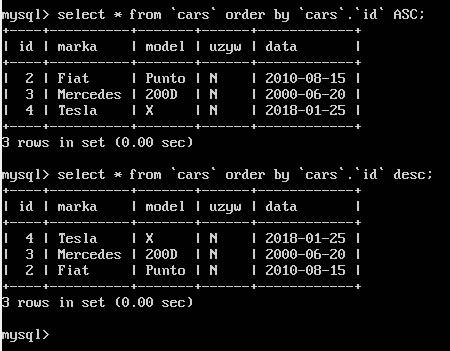 mysql> select * from `cars` order by `cars`.`id` ASC;
+----+----------+-------+------+------------+
| id | marka    | model | uzyw | data       |
+----+----------+-------+------+------------+
|  2 | Fiat     | Punto | N    | 2010-08-15 |
|  3 | Mercedes | 200D  | N    | 2000-06-20 |
|  4 | Tesla    | X     | N    | 2018-01-25 |
+----+----------+-------+------+------------+
3 rows in set (0.00 sec)
mysql> select * from `cars` order by `cars`.`id` desc;
+----+----------+-------+------+------------+
| id | marka    | model | uzyw | data       |
+----+----------+-------+------+------------+
|  4 | Tesla    | X     | N    | 2018-01-25 |
|  3 | Mercedes | 200D  | N    | 2000-06-20 |
|  2 | Fiat     | Punto | N    | 2010-08-15 |
+----+----------+-------+------+------------+
3 rows in set (0.00 sec)
mysql>